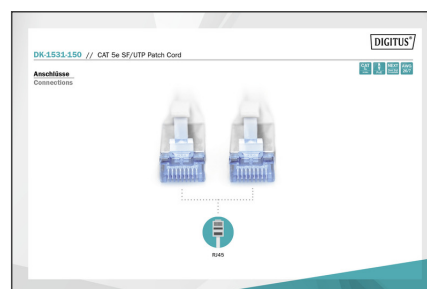 DIGITUS®
DK-1531-150 // CAT 5e SF/UTP Patch Cord
Anschlüsse
Connections
RJ45